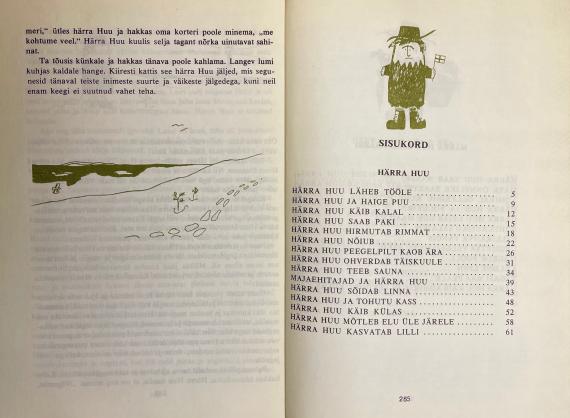 meri,“ ütles härra Huu ja hakkas oma korteri poole minema, „me
kohtume veel.“ Härra Huu kuulis selja tagant nõrka uinutavat sahi-
nat.
Ta tõusis künkale ja hakkas tänava poole kahlama. Langev lumi
kuhjas kaldale hange. Kiiresti kattis see härra Huu jäljed, mis segu-
nesid tänaval teiste inimeste suurte ja väikeste jälgedega, kuni neil
enam keegi ei suutnud vahet teha.
SISUKORD
HÄRRA HUU
HÄRRA HUU LÄHEB TÖÖLE . . . . . . . . . . 5
HÄRRA HUU JA HAIGE PUU . . . . . . . . . . 9
HÄRRA HUU KÄIB KALAL . . . . . . . . . . 12
HÄRRA HUU SAAB PAKI . . . . . . . . . . 15
HÄRRA HUU HIRMUTAB RIMMAT . . . . . . . . . . 18
HÄRRA HUU NÕIUB . . . . . . . . . . 22
HÄRRA HUU PEEGELPILT KAOB ÄRA . . . . . . . . . . 26
HÄRRA HUU OHVERDAB TÄISKUULE . . . . . . . . . . 31
HÄRRA HUU TEEB SAUNA . . . . . . . . . . 34
MAJAEHITAJAD JA HÄRRA HUU . . . . . . . . . . 39
HÄRRA HUU SÕIDAB LINNA . . . . . . . . . . 43
HÄRRA HUU JA TOHUTU KASS . . . . . . . . . . 48
HÄRRA HUU KÄIB KÜLAS . . . . . . . . . . 52
HÄRRA HUU MÕTLEB ELU ÜLE JÄRELE . . . . . . . . . . 58
HÄRRA HUU KASVATAB LILLI . . . . . . . . . . 61
285